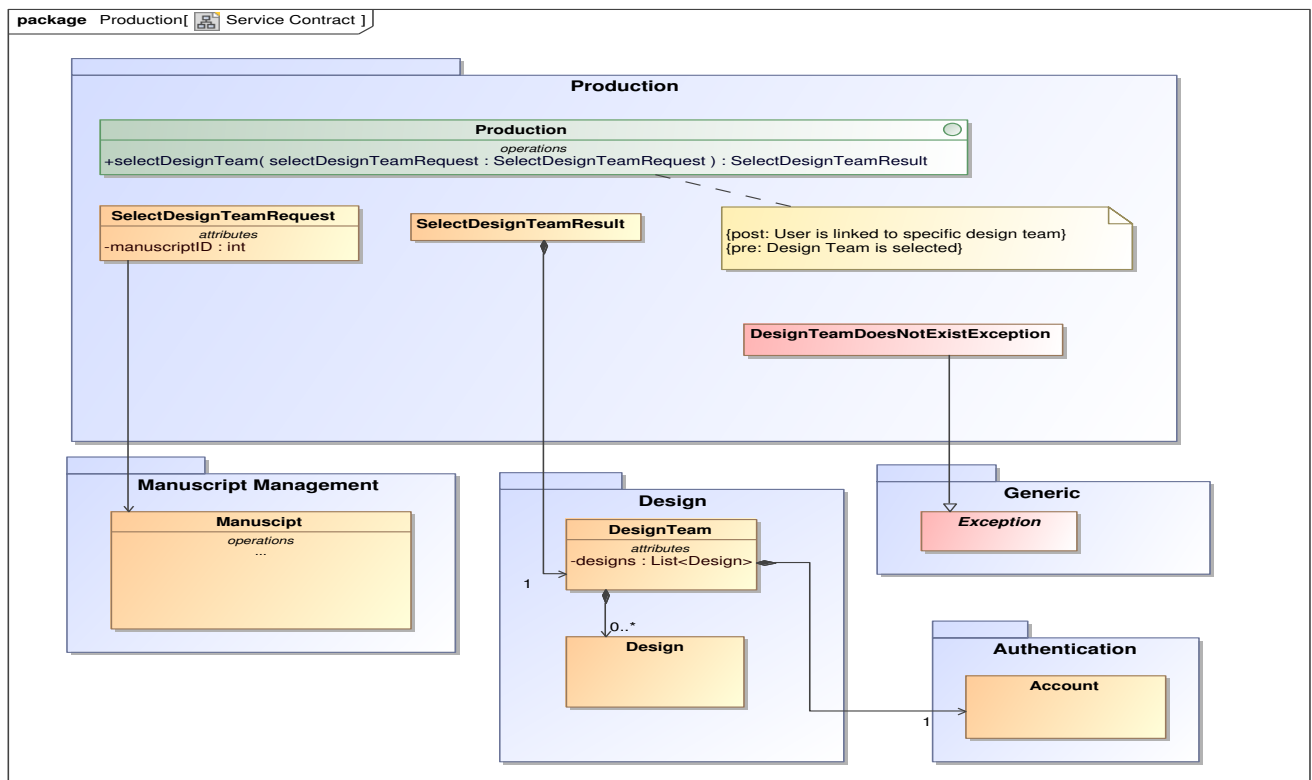 package Production[ Service Contract ]
Production
Production
operations
+selectDesignTeam( selectDesignTeamRequest : SelectDesignTeamRequest ) : SelectDesignTeamResult
SelectDesignTeamRequest
attributes
-manuscriptID : int
SelectDesignTeamResult
{post: User is linked to specific design team}
{pre: Design Team is selected}
DesignTeamDoesNotExistException
Manuscript Management
Manuscipt
operations
...
Design
DesignTeam
attributes
-designs : List<Design>
1
0..*
Design
Generic
Exception
Authentication
Account
1